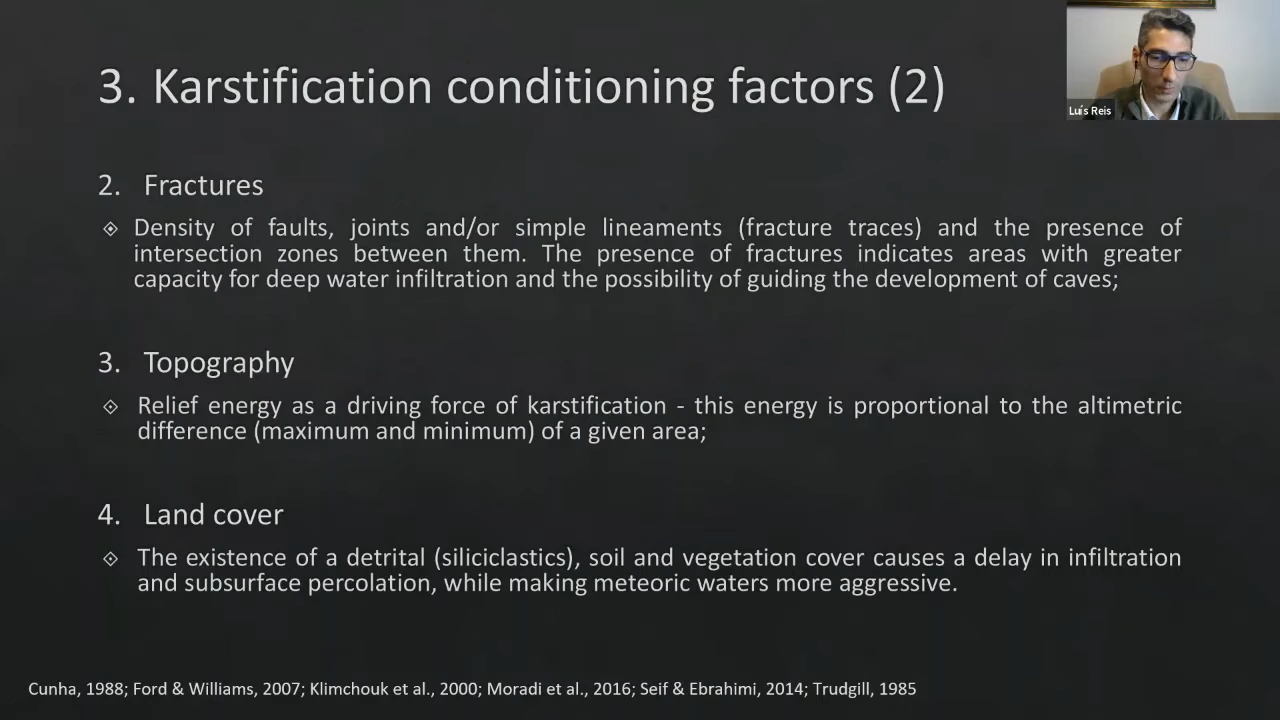 3. Karstification conditioning factors (2)
Luís Reis
2. Fractures
Density of faults, joints and/or simple lineaments (fracture traces) and the presence of
intersection zones between them. The presence of fractures indicates areas with greater
capacity for deep water infiltration and the possibility of guiding the development of caves;
3. Topography
Relief energy as a driving force of karstification - this energy is proportional to the altimetric
difference (maximum and minimum) of a given area;
4. Land cover
The existence of a detrital (siliciclastics), soil and vegetation cover causes a delay in infiltration
and subsurface percolation, while making meteoric waters more aggressive.
Cunha, 1988; Ford & Williams, 2007; Klimchouk et al., 2000; Moradi et al., 2016; Seif & Ebrahimi, 2014; Trudgill, 1985